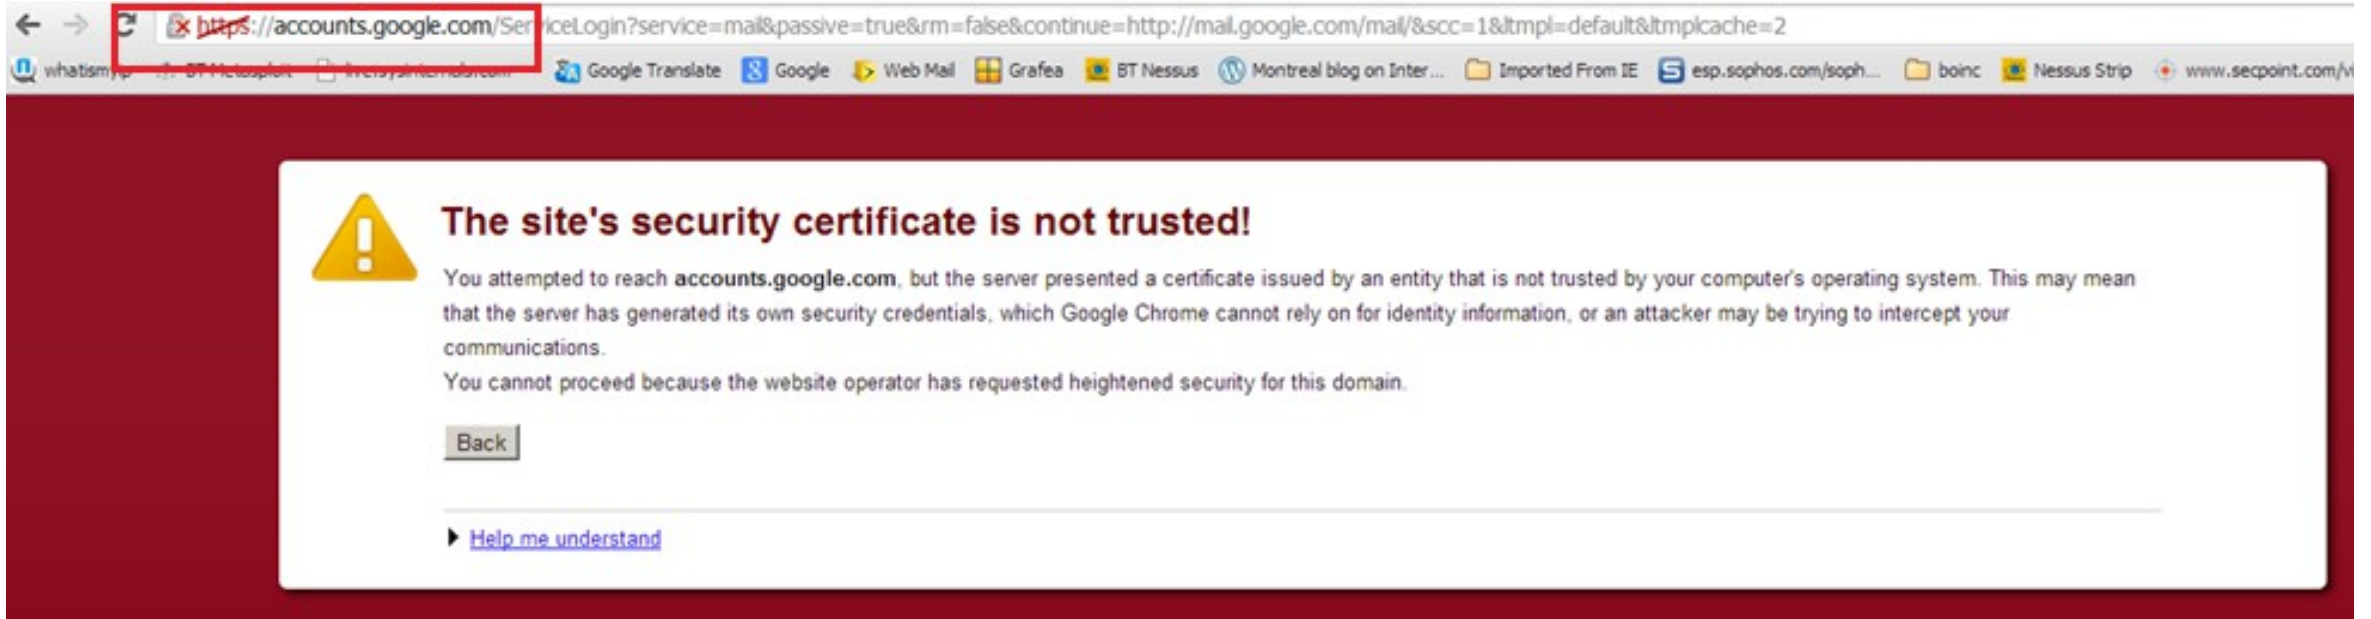 https://accounts.google.com/ServiceLogin?service=mail&passive=true&rm=false&continue=http://mail.google.com/mail/&scc=1&ltmpl=default&ltmplcache=2
whatismyip BT Metasploit Google Translate Google Web Mail Grafea BT Nessus Montreal blog on Inter... Imported From IE esp.sophos.com/soph... boinc Nessus Strip www.secpoint.com/vi
The site's security certificate is not trusted!
You attempted to reach accounts.google.com, but the server presented a certificate issued by an entity that is not trusted by your computer's operating system. This may mean
that the server has generated its own security credentials, which Google Chrome cannot rely on for identity information, or an attacker may be trying to intercept your
communications.
You cannot proceed because the website operator has requested heightened security for this domain.
Back
Help me understand